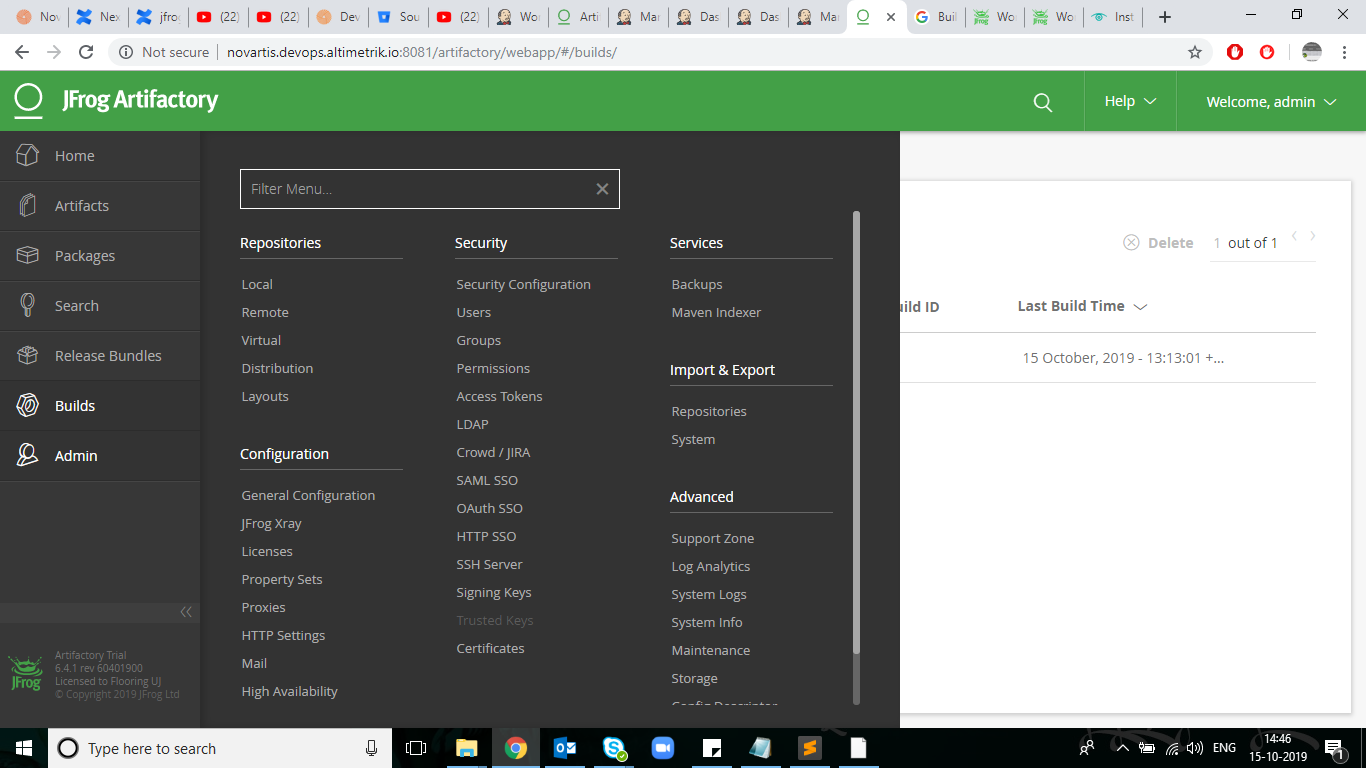 Nov
Nex
jfro
(22)
(22)
Dev
Sou
(22)
Wor
Arti
Mar
Das
Das
Mar
Buil
Wo
Wo
Inst
Not secure
novartis.devops.altimetrik.io:8081/artifactory/webapp/#/builds/
JFrog Artifactory
Help
Welcome, admin
Home
Artifacts
Packages
Search
Release Bundles
Builds
Admin
Artifactory Trial
6.4.1 rev 60401900
Licensed to Flooring UJ
© Copyright 2019 JFrog Ltd
JFrog
Filter Menu...
Repositories
Local
Remote
Virtual
Distribution
Layouts
Configuration
General Configuration
JFrog Xray
Licenses
Property Sets
Proxies
HTTP Settings
Mail
High Availability
Security
Security Configuration
Users
Groups
Permissions
Access Tokens
LDAP
Crowd / JIRA
SAML SSO
OAuth SSO
HTTP SSO
SSH Server
Signing Keys
Trusted Keys
Certificates
Services
Backups
Maven Indexer
Import & Export
Repositories
System
Advanced
Support Zone
Log Analytics
System Logs
System Info
Maintenance
Storage
Config Descriptor
Delete
1 out of 1
uild ID
Last Build Time
15 October, 2019 - 13:13:01 +...
Type here to search
ENG
14:46
15-10-2019
1